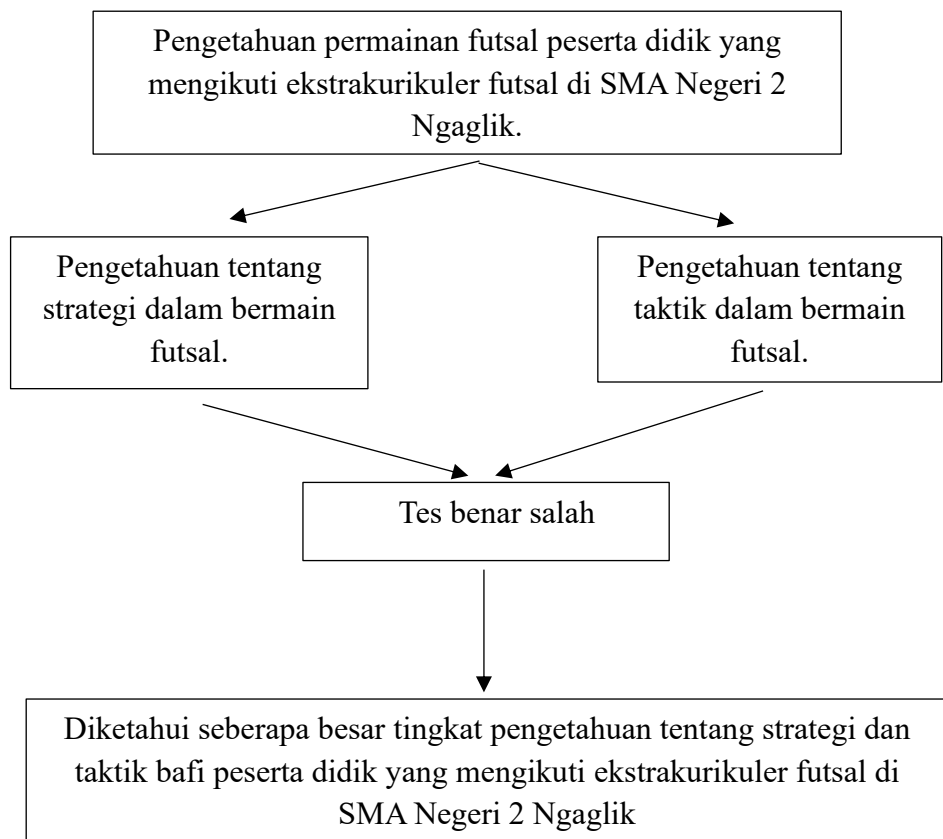 Pengetahuan permainan futsal peserta didik yang
mengikuti ekstrakurikuler futsal di SMA Negeri 2
Ngaglik.
Pengetahuan tentang
strategi dalam bermain
futsal.
Pengetahuan tentang
taktik dalam bermain
futsal.
Tes benar salah
Diketahui seberapa besar tingkat pengetahuan tentang strategi dan
taktik bafi peserta didik yang mengikuti ekstrakurikuler futsal di
SMA Negeri 2 Ngaglik